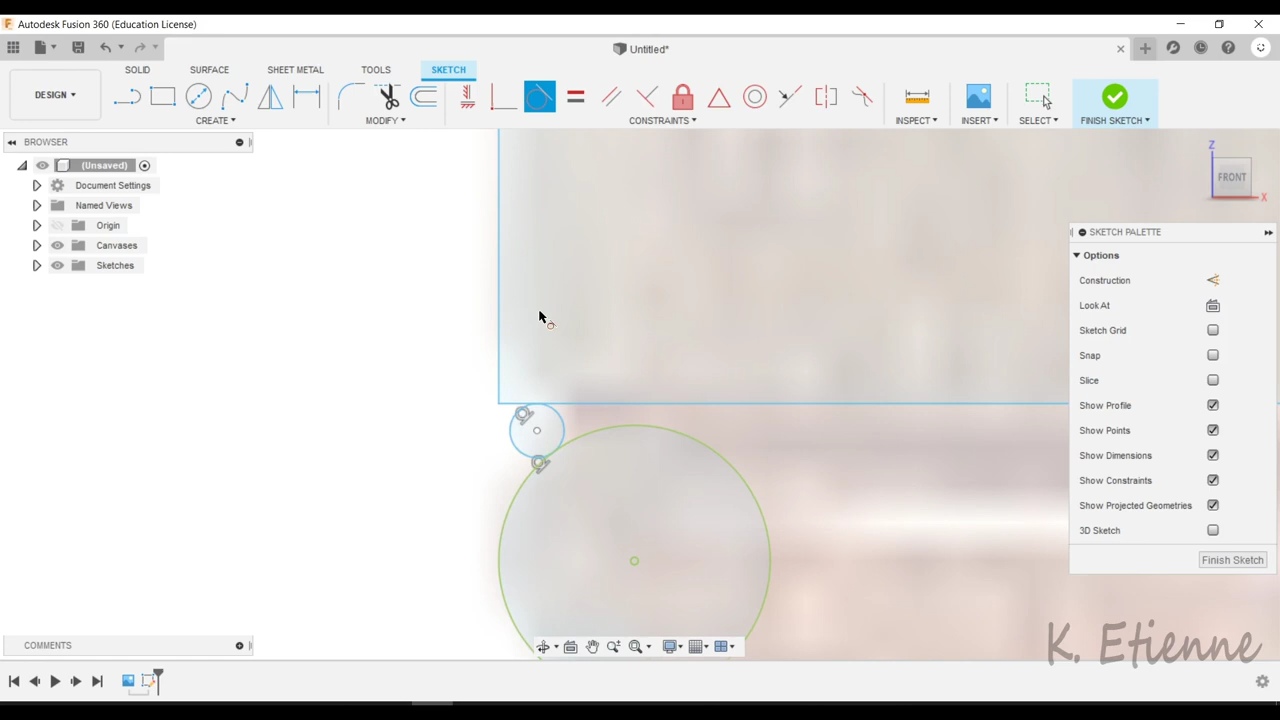 Autodesk Fusion 360 (Education License)
Untitled*
SOLID SURFACE SHEET METAL TOOLS SKETCH
DESIGN
CREATE MODIFY CONSTRAINTS INSPECT INSERT SELECT FINISH SKETCH
BROWSER
(Unsaved)
Document Settings
Named Views
Origin
Canvases
Sketches
Z
FRONT
X
SKETCH PALETTE
Options
Construction
Look At
Sketch Grid
Snap
Slice
Show Profile
Show Points
Show Dimensions
Show Constraints
Show Projected Geometries
3D Sketch
Finish Sketch
COMMENTS
K. Etienne